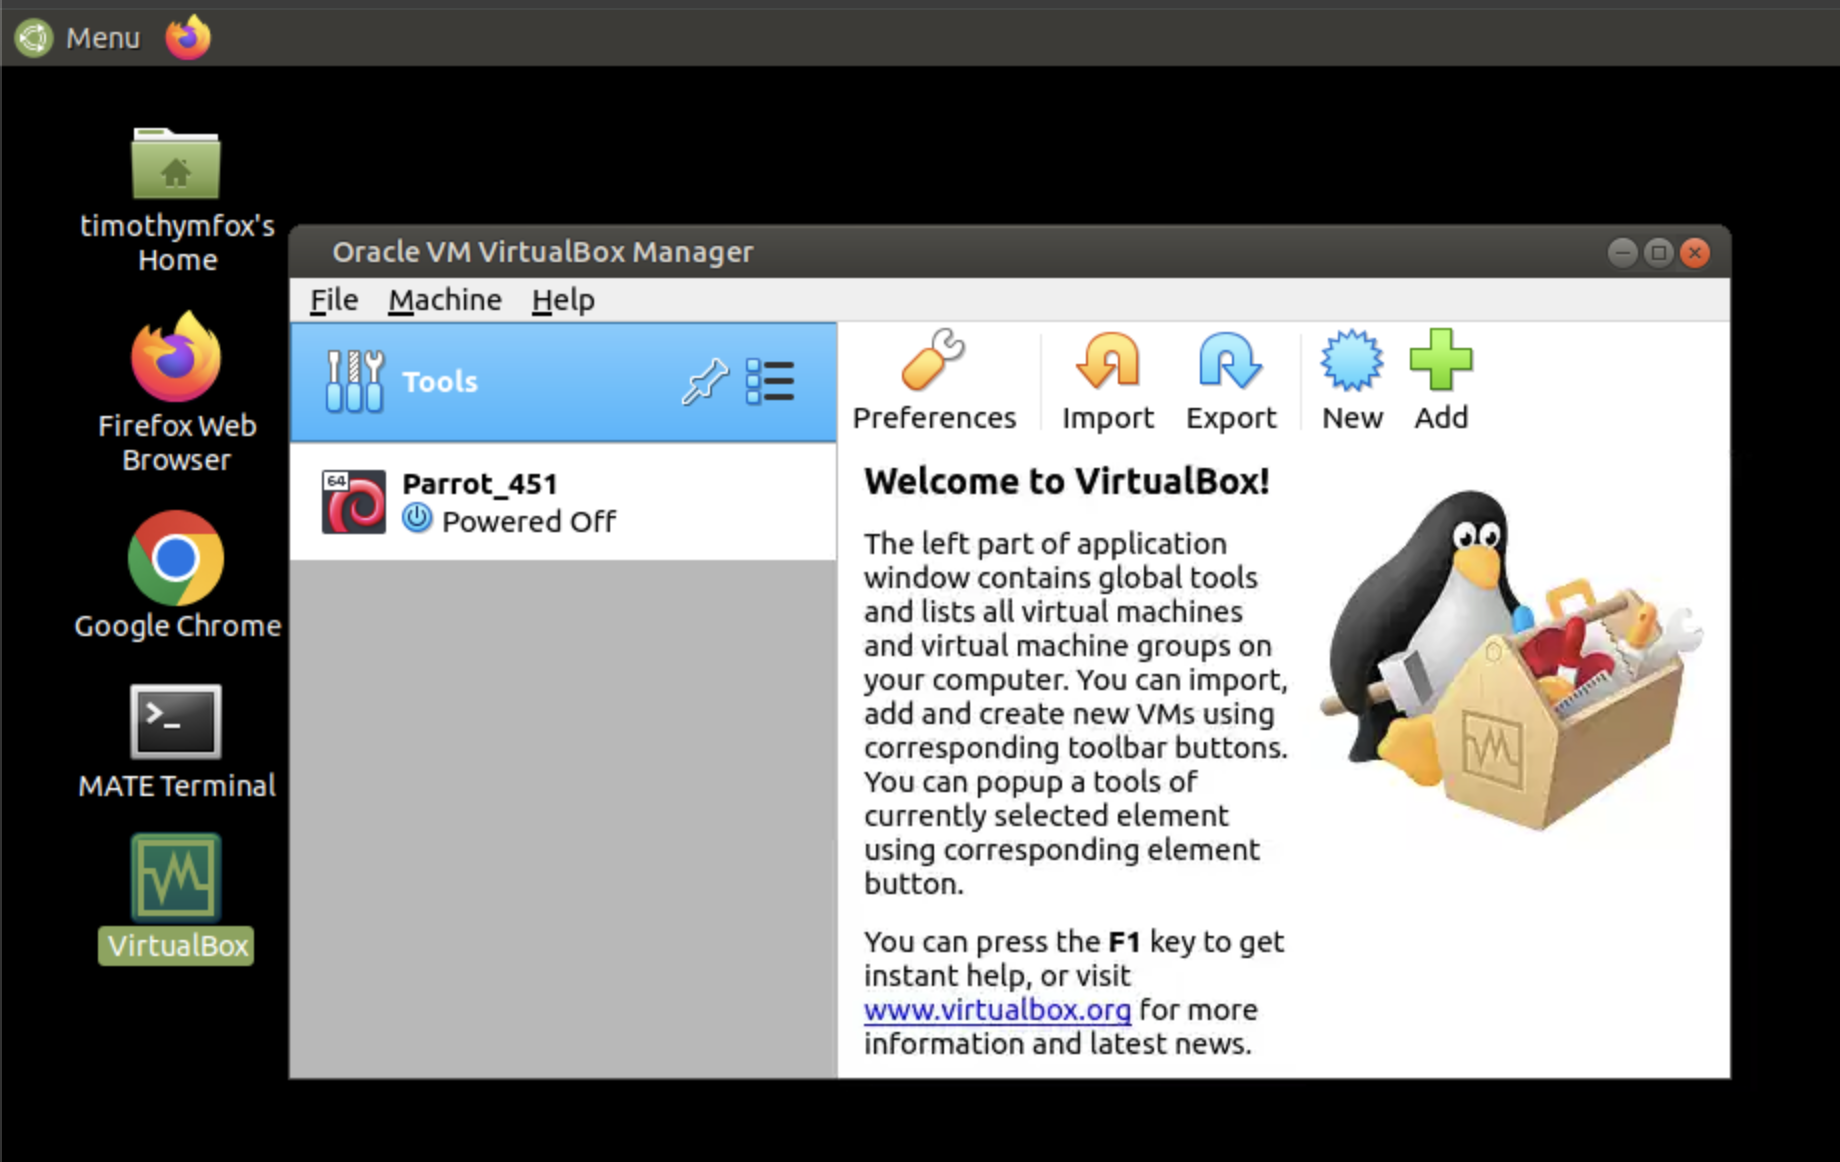 Menu
timothymfox's
Home
Firefox Web
Browser
Google Chrome
MATE Terminal
VirtualBox
Oracle VM VirtualBox Manager
File Machine Help
Tools
64
Parrot_451
Powered Off
Preferences Import Export New Add
Welcome to VirtualBox!
The left part of application
window contains global tools
and lists all virtual machines
and virtual machine groups on
your computer. You can import,
add and create new VMs using
corresponding toolbar buttons.
You can popup a tools of
currently selected element
using corresponding element
button.
You can press the F1 key to get
instant help, or visit
www.virtualbox.org for more
information and latest news.